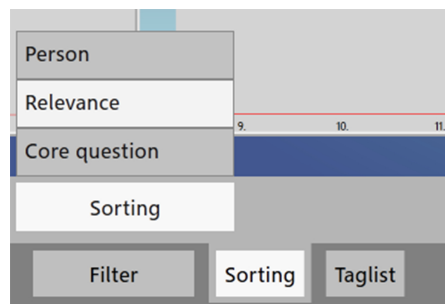 Person
Relevance
9. 10. 11.
Core question
Sorting
Filter Sorting Taglist